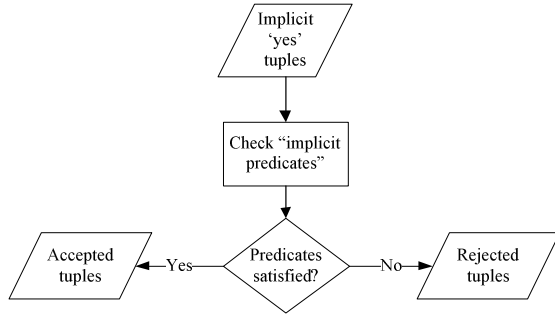 Implicit
‘yes’
tuples
Check “implicit
predicates”
Predicates
satisfied?
Yes
No
Accepted
tuples
Rejected
tuples